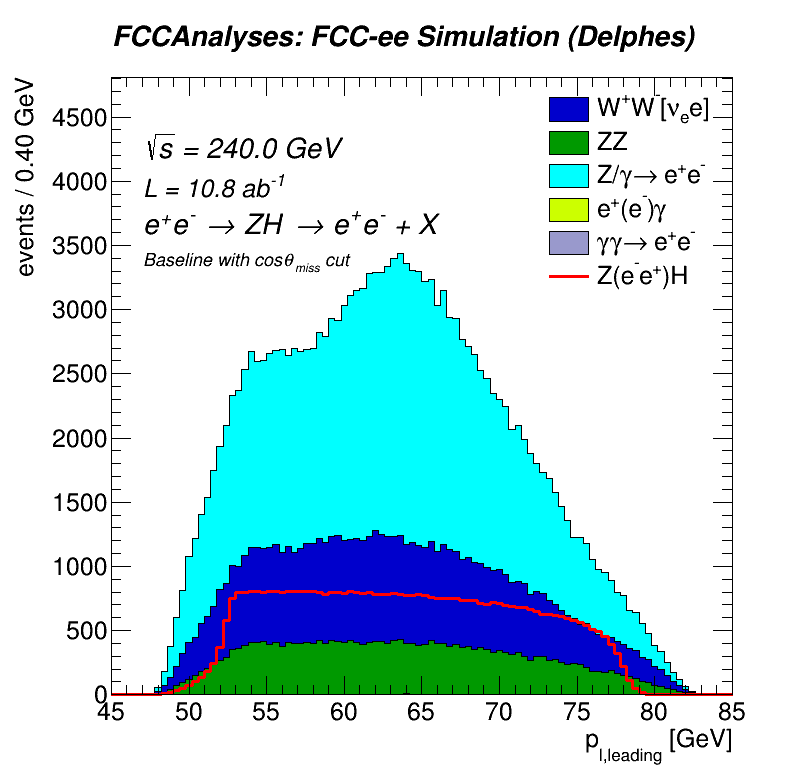 FCCAnalyses: FCC-ee Simulation (Delphes)
events / 0.40 GeV
4500
4000
3500
3000
2500
2000
1500
1000
500
0
√s = 240.0 GeV
L = 10.8 ab⁻¹
e⁺e⁻ → ZH → e⁺e⁻ + X
Baseline with cosθ_miss cut
W⁺W⁻[νₑe]
ZZ
Z/γ→ e⁺e⁻
e⁺(e⁻)γ
γγ→ e⁺e⁻
Z(e⁻e⁺)H
45 50 55 60 65 70 75 80 85
p_l,leading [GeV]